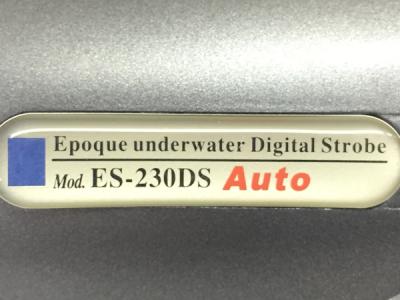 Epoque underwater Digital Strobe
Mod. ES-230DS Auto